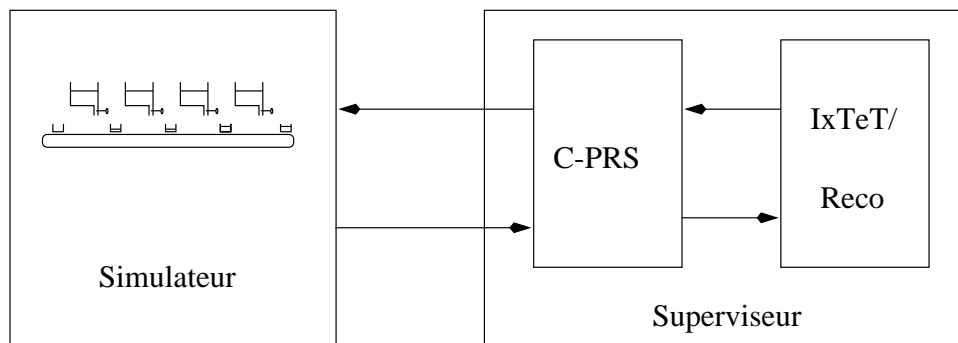 Simulateur
C-PRS
IxTeT/
Reco
Superviseur